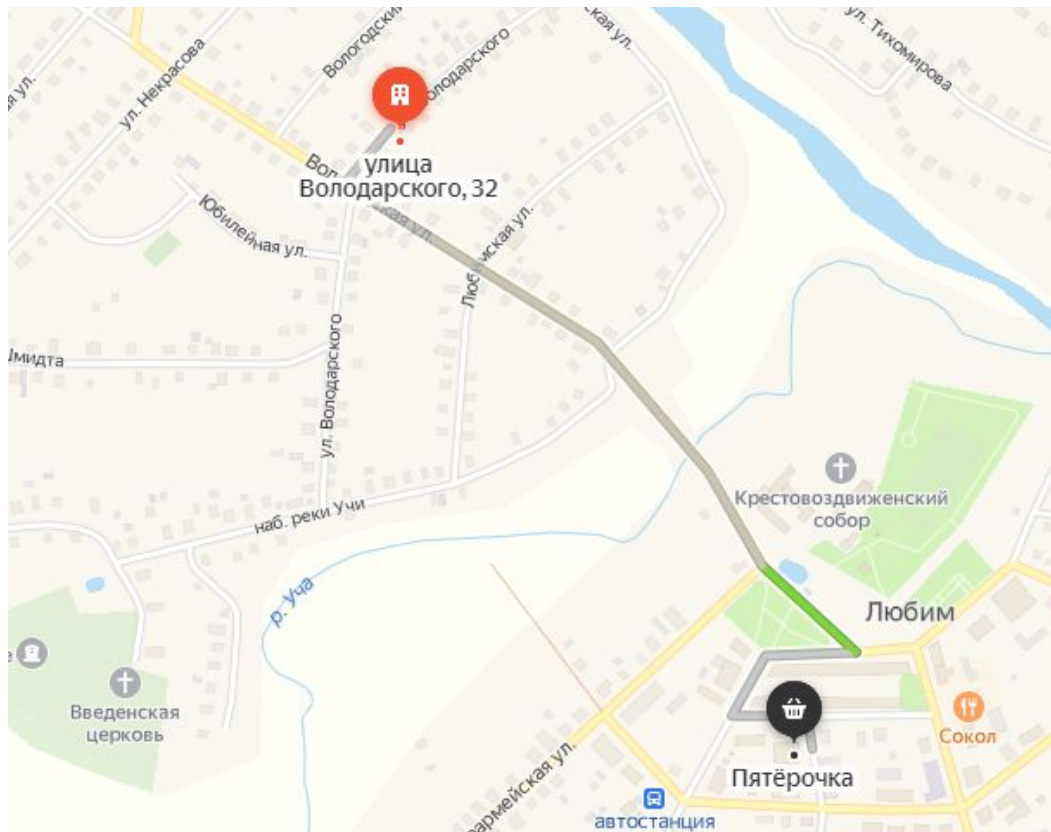 ул. Тихомирова
Вологодский
ул. Некрасова
Володарского
улица
Володарского, 32
Юбилейная ул.
Любимская ул.
Шмидта
ул. Володарского
наб. реки Учи
р. Уча
Крестовоздвиженский
собор
Любим
Введенская
церковь
Сокол
Пятёрочка
автостанция